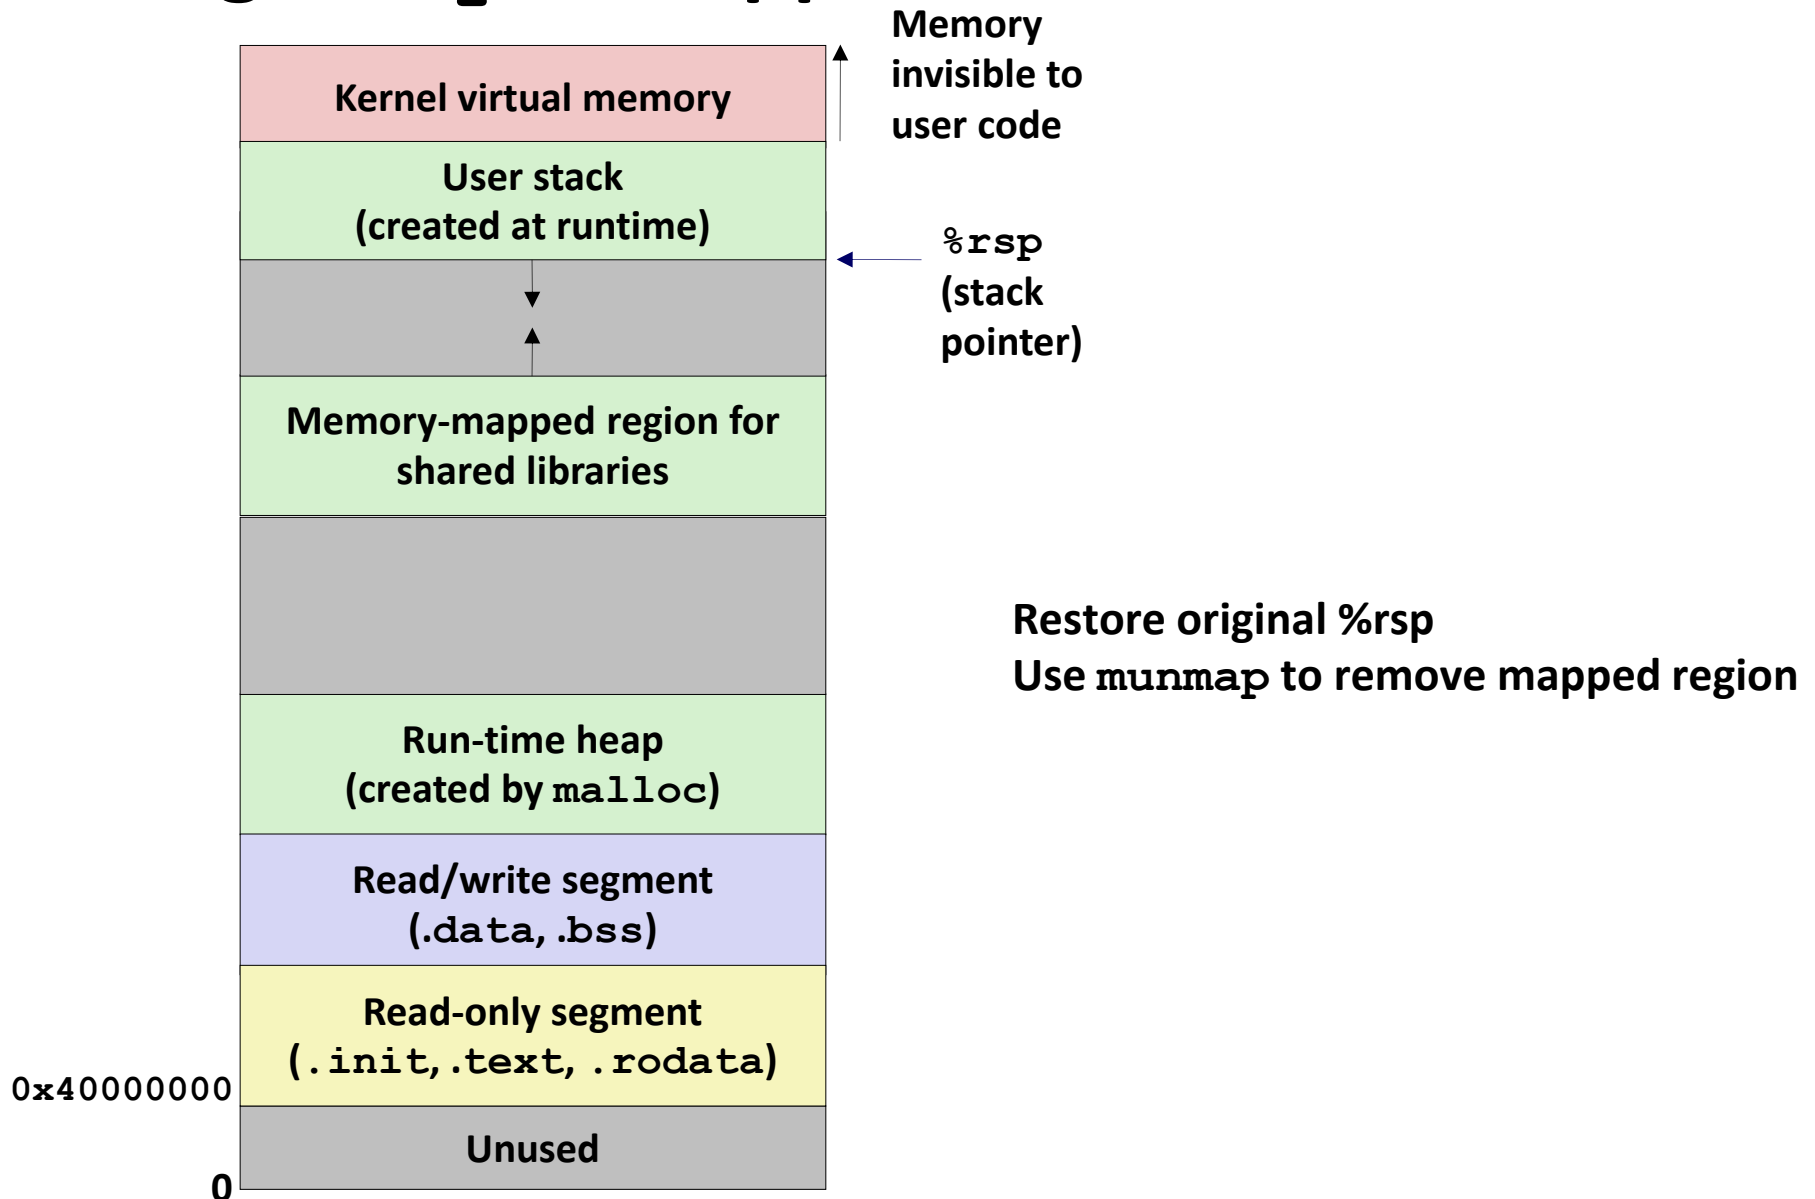 Memory
invisible to
user code
Kernel virtual memory
User stack
(created at runtime)
%rsp
(stack
pointer)
Memory-mapped region for
shared libraries
Restore original %rsp
Use munmap to remove mapped region
Run-time heap
(created by malloc)
Read/write segment
(.data, .bss)
Read-only segment
(.init, .text, .rodata)
0x40000000
Unused
0